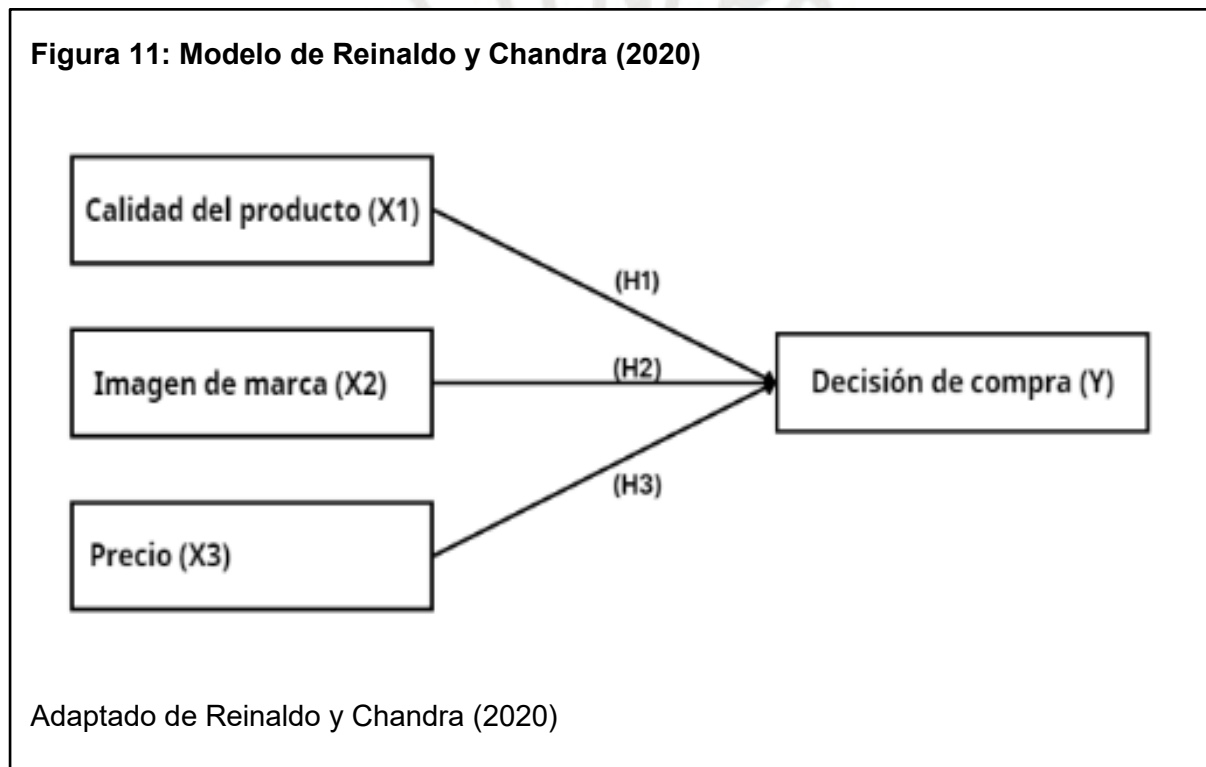 Figura 11: Modelo de Reinaldo y Chandra (2020)
Calidad del producto (X1)
(H1)
Imagen de marca (X2)
(H2)
Decisión de compra (Y)
Precio (X3)
(H3)
Adaptado de Reinaldo y Chandra (2020)